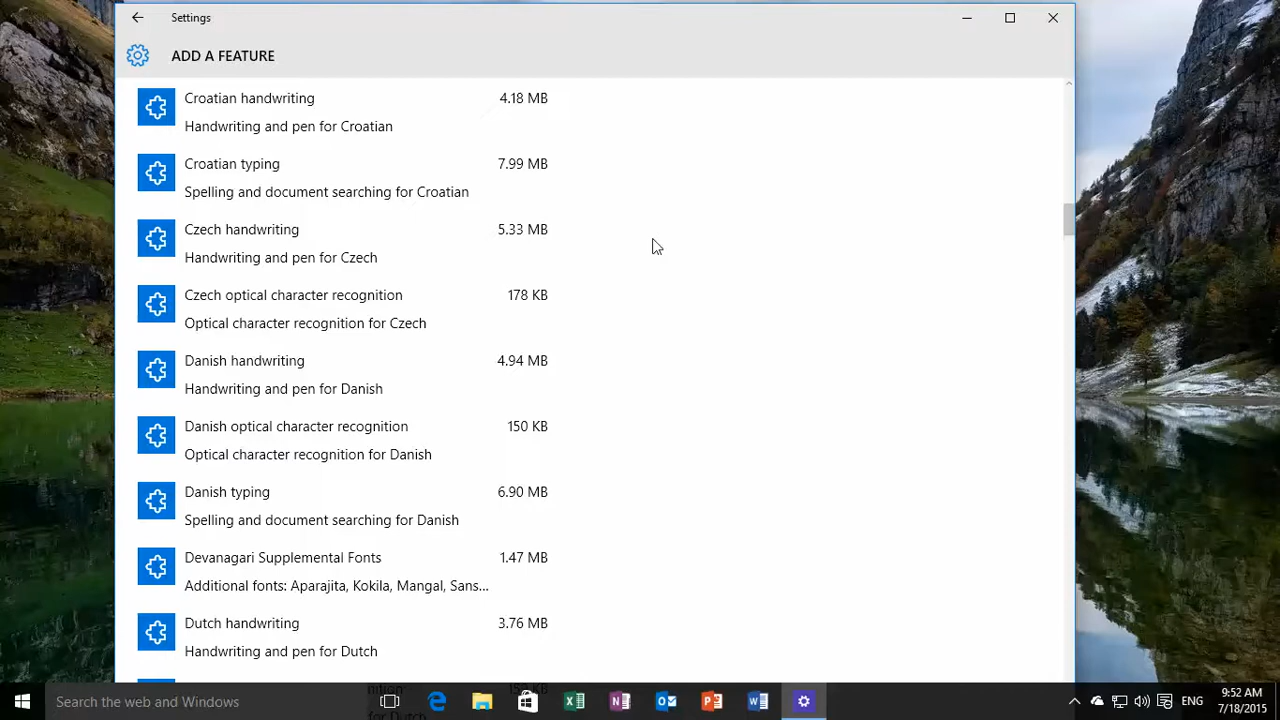 Settings
ADD A FEATURE
Croatian handwriting 4.18 MB
Handwriting and pen for Croatian
Croatian typing 7.99 MB
Spelling and document searching for Croatian
Czech handwriting 5.33 MB
Handwriting and pen for Czech
Czech optical character recognition 178 KB
Optical character recognition for Czech
Danish handwriting 4.94 MB
Handwriting and pen for Danish
Danish optical character recognition 150 KB
Optical character recognition for Danish
Danish typing 6.90 MB
Spelling and document searching for Danish
Devanagari Supplemental Fonts 1.47 MB
Additional fonts: Aparajita, Kokila, Mangal, Sans...
Dutch handwriting 3.76 MB
Handwriting and pen for Dutch
Search the web and Windows
ENG
9:52 AM
7/18/2015